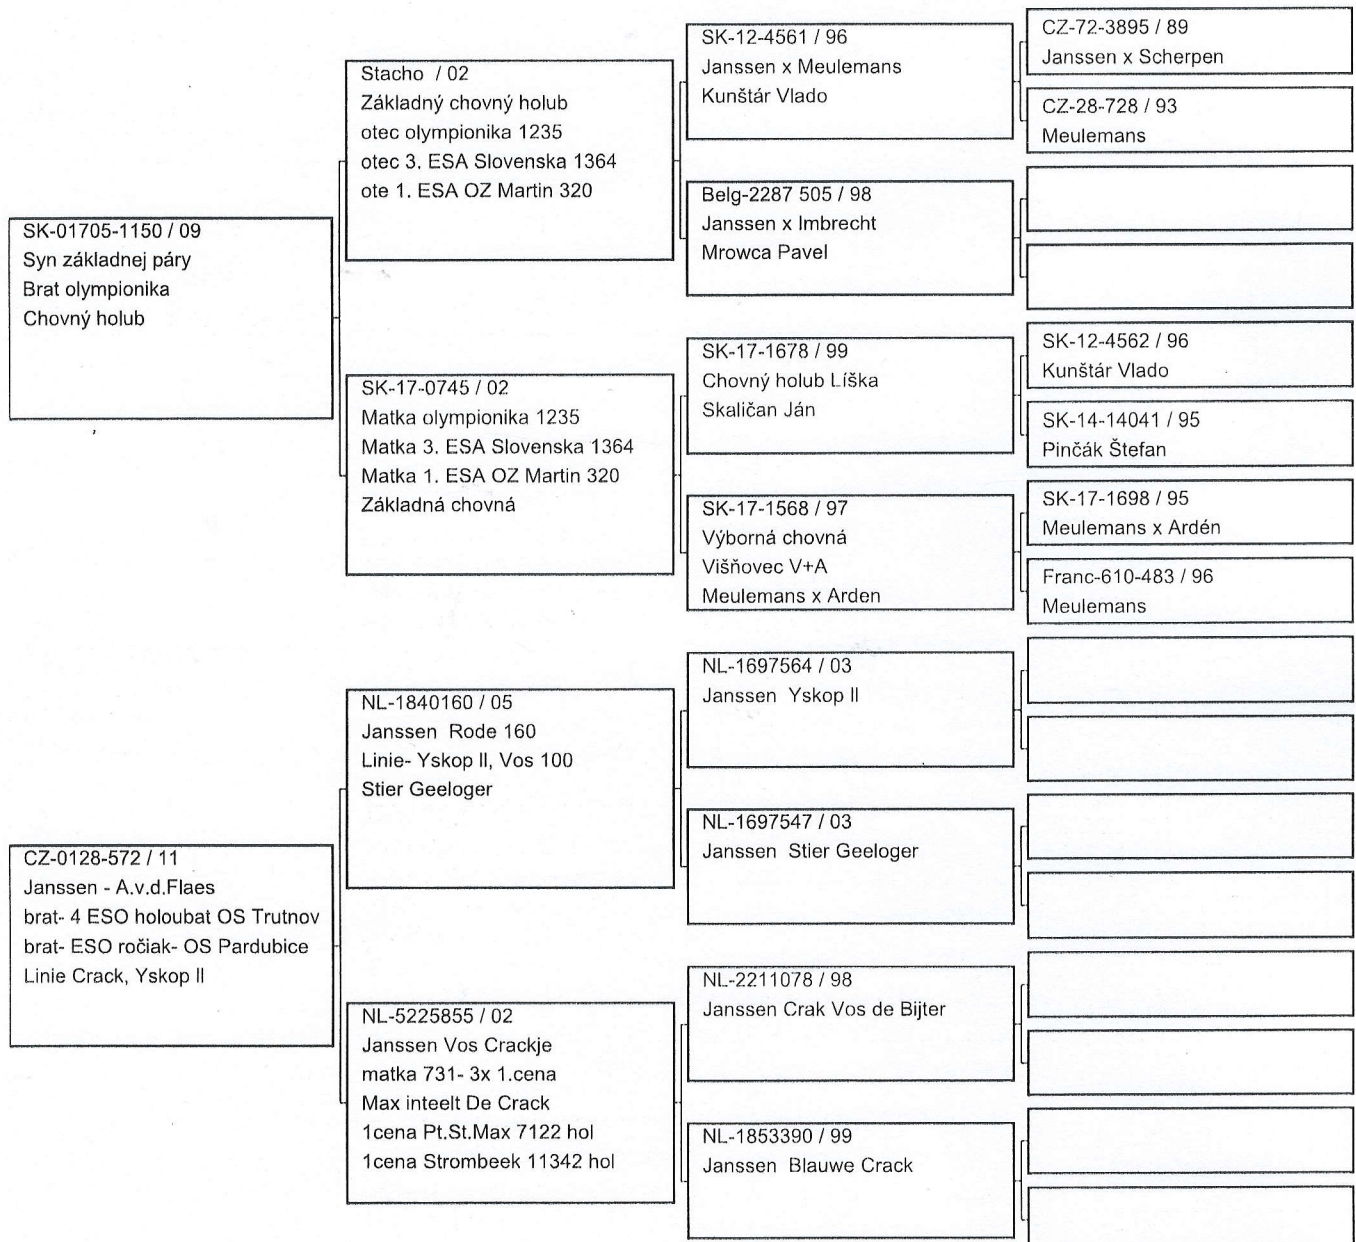 SK-01705-1150 / 09
Syn základnej páry
Brat olympionika
Chovný holub
CZ-0128-572 / 11
Janssen - A.v.d.Flaes
brat- 4 ESO holoubat OS Trutnov
brat- ESO ročiak- OS Pardubice
Linie Crack, Yskop II
Stacho / 02
Základný chovný holub
otec olympionika 1235
otec 3. ESA Slovenska 1364
ote 1. ESA OZ Martin 320
SK-17-0745 / 02
Matka olympionika 1235
Matka 3. ESA Slovenska 1364
Matka 1. ESA OZ Martin 320
Základná chovná
NL-1840160 / 05
Janssen Rode 160
Linie- Yskop II, Vos 100
Stier Geeloger
NL-5225855 / 02
Janssen Vos Crackje
matka 731- 3x 1.cena
Max inteelt De Crack
1cena Pt.St.Max 7122 hol
1cena Strombeek 11342 hol
SK-12-4561 / 96
Janssen x Meulemans
Kunštár Vlado
Belg-2287 505 / 98
Janssen x Imbrecht
Mrowca Pavel
SK-17-1678 / 99
Chovný holub Líška
Skaličan Ján
SK-17-1568 / 97
Výborná chovná
Višňovec V+A
Meulemans x Arden
NL-1697564 / 03
Janssen Yskop II
NL-1697547 / 03
Janssen Stier Geeloger
NL-2211078 / 98
Janssen Crak Vos de Bijter
NL-1853390 / 99
Janssen Blauwe Crack
CZ-72-3895 / 89
Janssen x Scherpen
CZ-28-728 / 93
Meulemans
SK-12-4562 / 96
Kunštár Vlado
SK-14-14041 / 95
Pinčák Štefan
SK-17-1698 / 95
Meulemans x Ardén
Franc-610-483 / 96
Meulemans